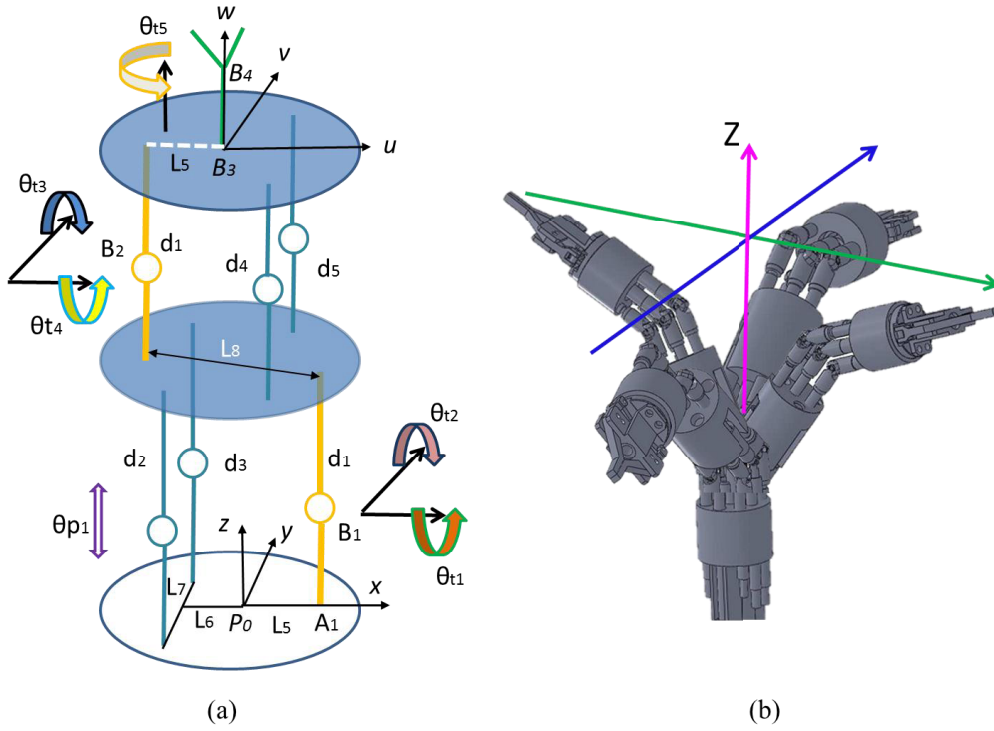 θt5
w
v
B4
L5
B3
u
θt3
B2
d1
d4
d5
θt4
L8
θt2
d2
d3
d1
θp1
B1
z
y
θt1
L7
x
L6
P0
L5
A1
(a)
Z
(b)